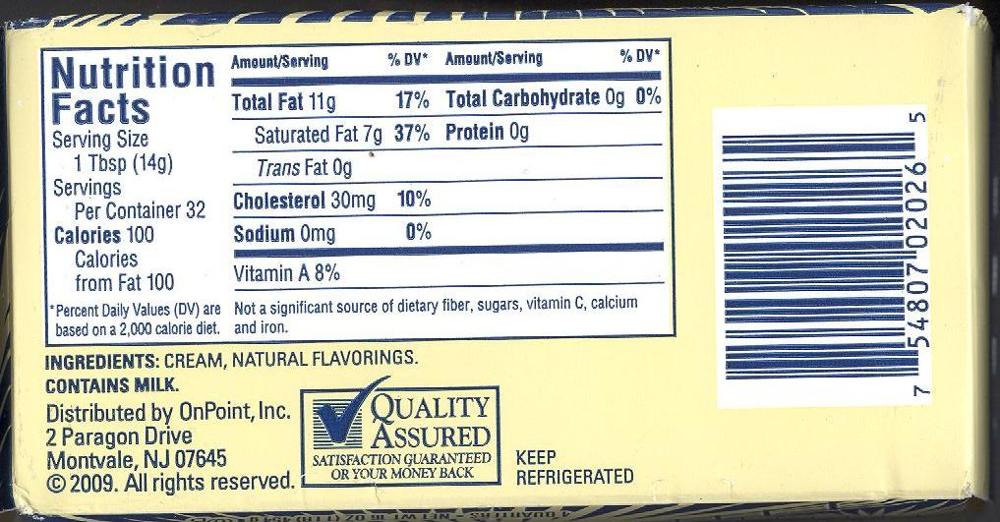 Nutrition
Facts
Serving Size
1 Tbsp (14g)
Servings
Per Container 32
Calories 100
Calories
from Fat 100
*Percent Daily Values (DV) are
based on a 2,000 calorie diet.
Amount/Serving % DV* Amount/Serving % DV*
Total Fat 11g 17% Total Carbohydrate 0g 0%
Saturated Fat 7g 37% Protein 0g
Trans Fat 0g
Cholesterol 30mg 10%
Sodium 0mg 0%
Vitamin A 8%
Not a significant source of dietary fiber, sugars, vitamin C, calcium
and iron.
INGREDIENTS: CREAM, NATURAL FLAVORINGS.
CONTAINS MILK.
Distributed by OnPoint, Inc.
2 Paragon Drive
Montvale, NJ 07645
© 2009. All rights reserved.
QUALITY
ASSURED
SATISFACTION GUARANTEED
OR YOUR MONEY BACK
KEEP
REFRIGERATED
7 54807 02026 5